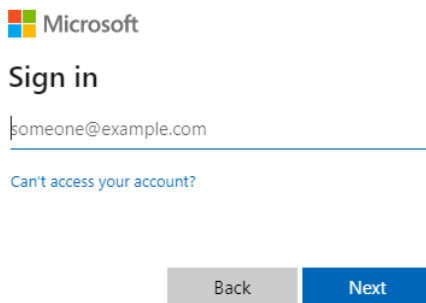 Microsoft
Sign in
someone@example.com
Can't access your account?
Back Next